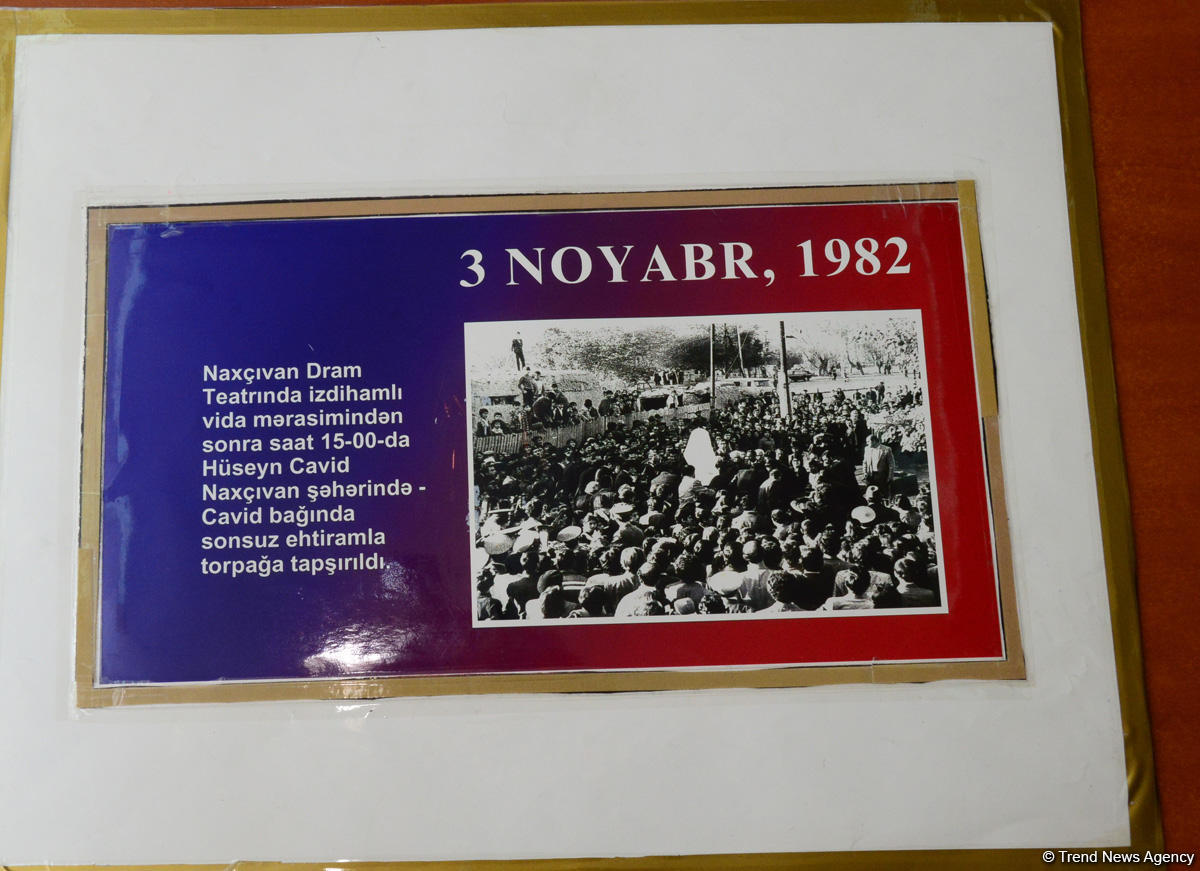 3 NOYABR, 1982
Naxçıvan Dram
Teatrında izdihamlı
vida mərasimindən
sonra saat 15-00-da
Hüseyn Cavid
Naxçıvan şəhərində -
Cavid bağında
sonsuz ehtiramla
torpağa tapşırıldı.
© Trend News Agency